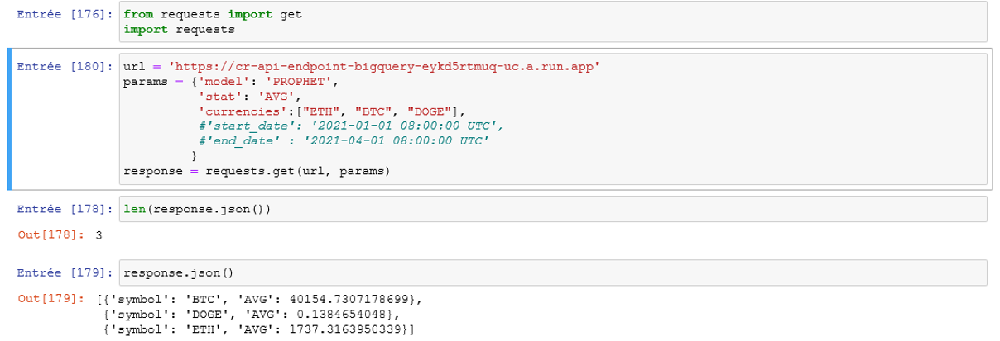 Entrée [176]: from requests import get
import requests
Entrée [180]: url = 'https://cr-api-endpoint-bigquery-eykd5rtmuq-uc.a.run.app'
params = {'model': 'PROPHET',
'stat': 'AVG',
'currencies':["ETH", "BTC", "DOGE"],
#'start_date': '2021-01-01 08:00:00 UTC',
#'end_date' : '2021-04-01 08:00:00 UTC'
}
response = requests.get(url, params)
Entrée [178]: len(response.json())
Out[178]: 3
Entrée [179]: response.json()
Out[179]: [{'symbol': 'BTC', 'AVG': 40154.7307178699},
{'symbol': 'DOGE', 'AVG': 0.1384654048},
{'symbol': 'ETH', 'AVG': 1737.3163950339}]